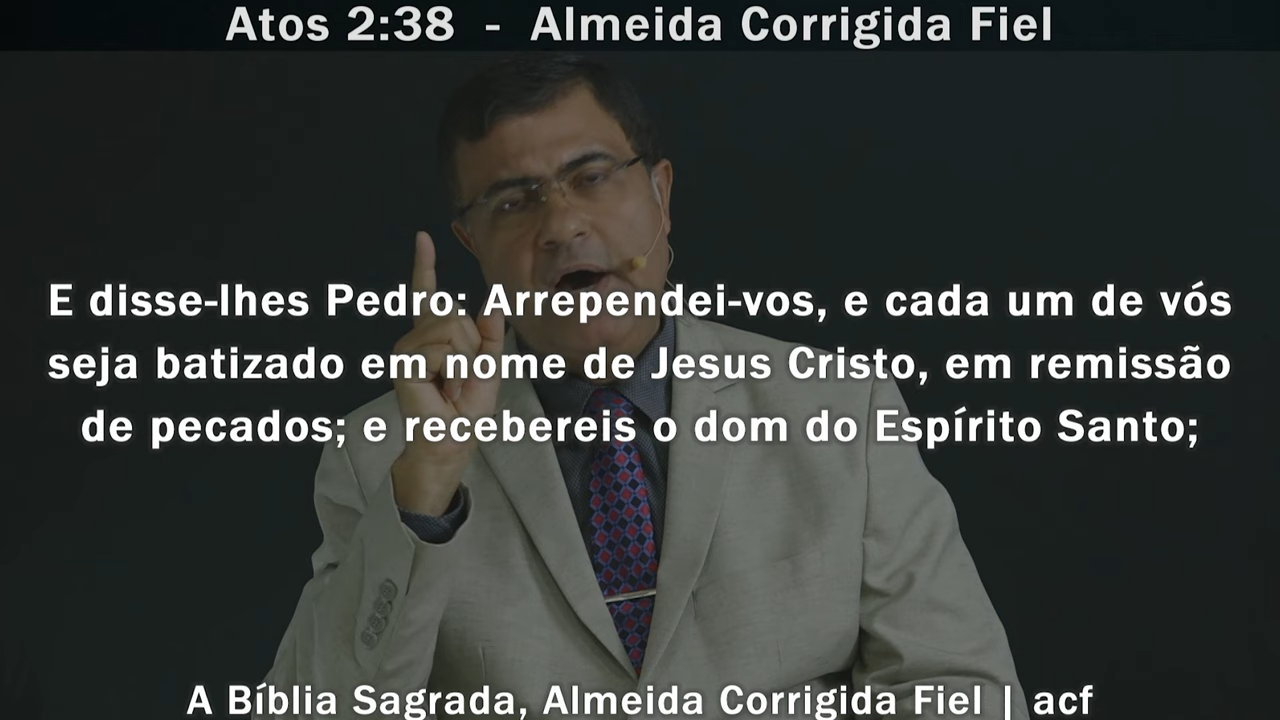 Atos 2:38 - Almeida Corrigida Fiel
E disse-lhes Pedro: Arrependei-vos, e cada um de vós
seja batizado em nome de Jesus Cristo, em remissão
de pecados; e recebereis o dom do Espírito Santo;
A Bíblia Sagrada, Almeida Corrigida Fiel | acf